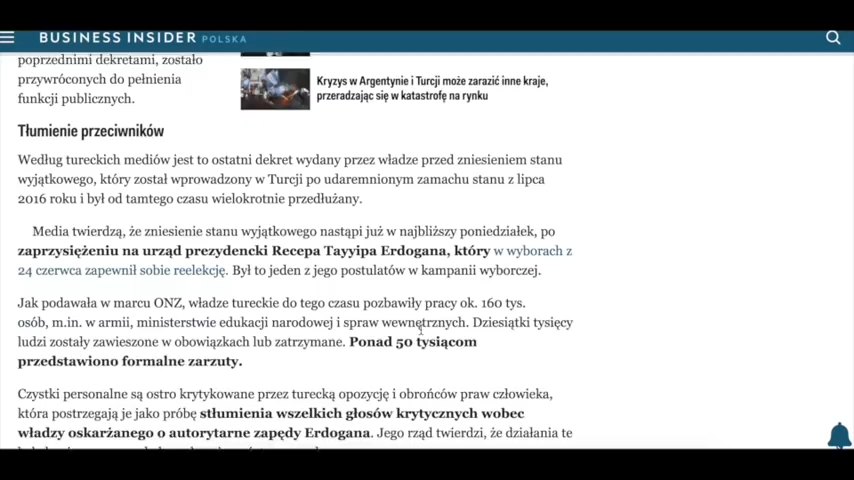 BUSINESS INSIDER POLSKA
poprzednimi dekretami, zostało
przywróconych do pełnienia
funkcji publicznych.
Kryzys w Argentynie i Turcji może zarazić inne kraje,
przeradzając się w katastrofę na rynku
Tłumienie przeciwników
Według tureckich mediów jest to ostatni dekret wydany przez władze przed zniesieniem stanu
wyjątkowego, który został wprowadzony w Turcji po udaremnionym zamachu stanu z lipca
2016 roku i był od tamtego czasu wielokrotnie przedłużany.
Media twierdzą, że zniesienie stanu wyjątkowego nastąpi już w najbliższy poniedziałek, po
zaprzysiężeniu na urząd prezydencki Recepa Tayyipa Erdogana, który w wyborach z
24 czerwca zapewnił sobie reelekcję. Był to jeden z jego postulatów w kampanii wyborczej.
Jak podawała w marcu ONZ, władze tureckie do tego czasu pozbawiły pracy ok. 160 tys.
osób, m.in. w armii, ministerstwie edukacji narodowej i spraw wewnętrznych. Dziesiątki tysięcy
ludzi zostały zawieszone w obowiązkach lub zatrzymane. Ponad 50 tysiącom
przedstawiono formalne zarzuty.
Czystki personalne są ostro krytykowane przez turecką opozycję i obrońców praw człowieka,
która postrzegają je jako próbę stłumienia wszelkich głosów krytycznych wobec
władzy oskarżanego o autorytarne zapędy Erdogana. Jego rząd twierdzi, że działania te